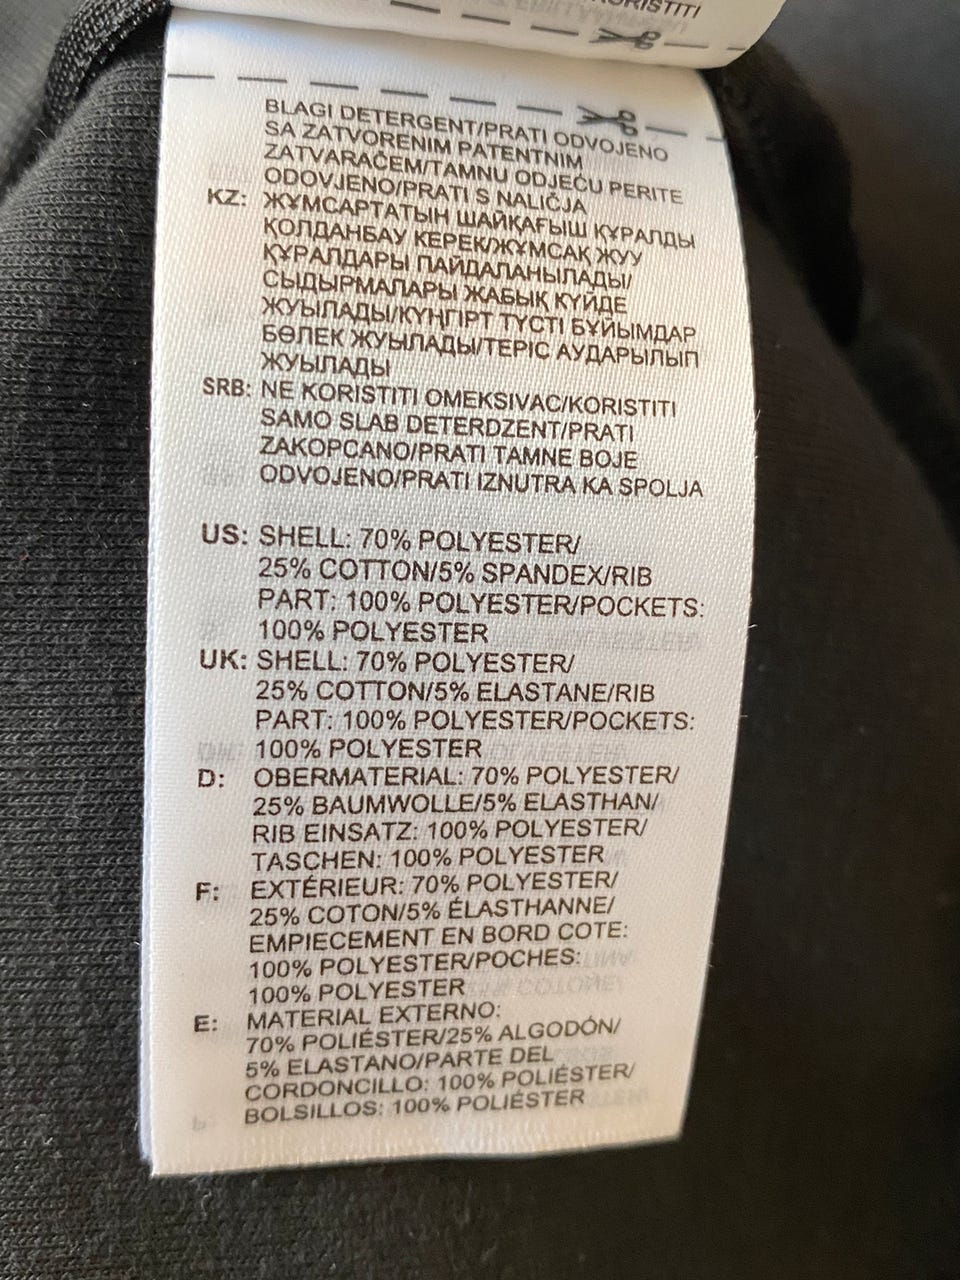 KORISTITI
BLAGI DETERGENT/PRATI ODVOJENO
SA ZATVORENIM PATENTNIM
ZATVARAČEM/TAMNU ODJEĆU PERITE
ODOVJENO/PRATI S NALIČJA
KZ: ЖҰМСАРТАТЫН ШАЙҚАҒЫШ ҚҰРАЛДЫ
ҚОЛДАНБАУ КЕРЕК/ЖҰМСАҚ ЖУУ
ҚҰРАЛДАРЫ ПАЙДАЛАНЫЛАДЫ/
СЫДЫРМАЛАРЫ ЖАБЫҚ КҮЙДЕ
ЖУЫЛАДЫ/КҮҢГІРТ ТҮСТІ БҰЙЫМДАР
БӨЛЕК ЖУЫЛАДЫ/ТЕРІС АУДАРЫЛЫП
ЖУЫЛАДЫ
SRB: NE KORISTITI OMEKSIVAC/KORISTITI
SAMO SLAB DETERDZENT/PRATI
ZAKOPCANO/PRATI TAMNE BOJE
ODVOJENO/PRATI IZNUTRA KA SPOLJA
US: SHELL: 70% POLYESTER/
25% COTTON/5% SPANDEX/RIB
PART: 100% POLYESTER/POCKETS:
100% POLYESTER
UK: SHELL: 70% POLYESTER/
25% COTTON/5% ELASTANE/RIB
PART: 100% POLYESTER/POCKETS:
100% POLYESTER
D: OBERMATERIAL: 70% POLYESTER/
25% BAUMWOLLE/5% ELASTHAN/
RIB EINSATZ: 100% POLYESTER/
TASCHEN: 100% POLYESTER
F: EXTÉRIEUR: 70% POLYESTER/
25% COTON/5% ÉLASTHANNE/
EMPIECEMENT EN BORD COTE:
100% POLYESTER/POCHES:
100% POLYESTER
E: MATERIAL EXTERNO:
70% POLIÉSTER/25% ALGODÓN/
5% ELASTANO/PARTE DEL
CORDONCILLO: 100% POLIÉSTER/
BOLSILLOS: 100% POLIÉSTER